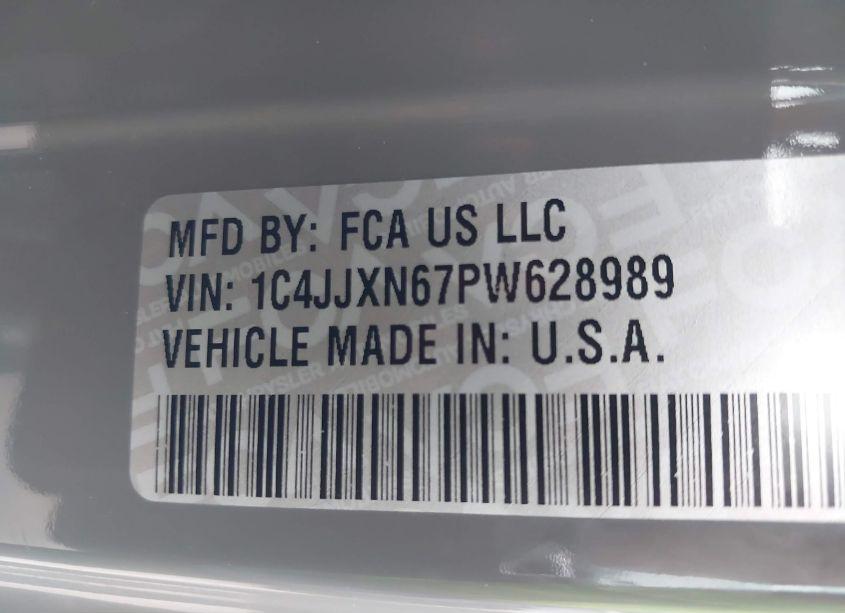 MFD BY: FCA US LLC
VIN: 1C4JJXN67PW628989
VEHICLE MADE IN: U.S.A.